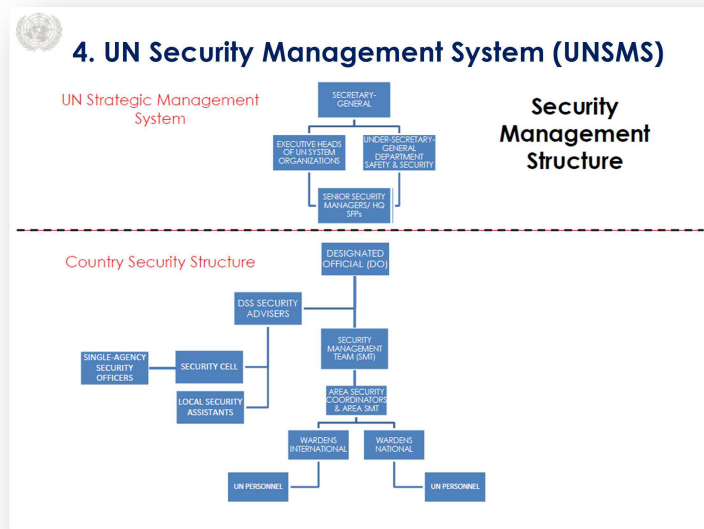 4. UN Security Management System (UNSMS)
UN Strategic Management
System
Security
Management
Structure
SECRETARY-
GENERAL
EXECUTIVE HEADS
OF UN SYSTEM
ORGANIZATIONS
UNDER-SECRETARY-
GENERAL
DEPARTMENT
SAFETY & SECURITY
SENIOR SECURITY
MANAGERS/ HQ
SFPs
Country Security Structure
DESIGNATED
OFFICIAL (DO)
DSS SECURITY
ADVISERS
SECURITY
MANAGEMENT
TEAM (SMT)
SINGLE-AGENCY
SECURITY
OFFICERS
SECURITY CELL
LOCAL SECURITY
ASSISTANTS
AREA SECURITY
COORDINATORS
& AREA SMT
WARDENS
INTERNATIONAL
WARDENS
NATIONAL
UN PERSONNEL
UN PERSONNEL